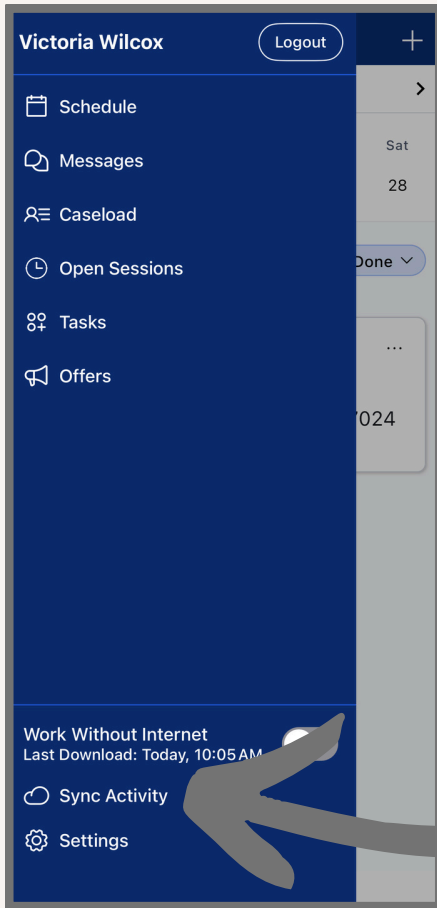 Victoria Wilcox Logout
Schedule
Messages
Sat
Caseload
28
Open Sessions
Done
Tasks
Offers
024
Work Without Internet
Last Download: Today, 10:05 AM
Sync Activity
Settings